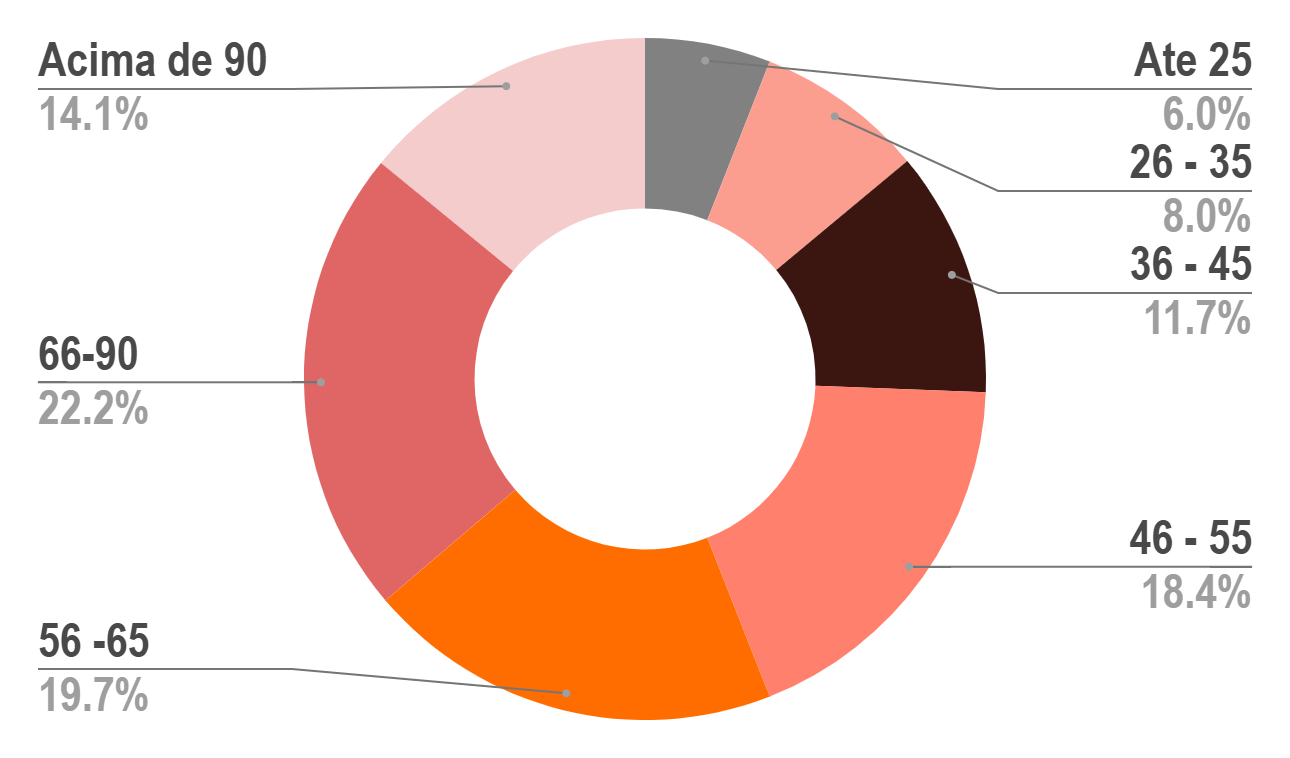 Acima de 90
14.1%
66-90
22.2%
56 -65
19.7%
Ate 25
6.0%
26 - 35
8.0%
36 - 45
11.7%
46 - 55
18.4%